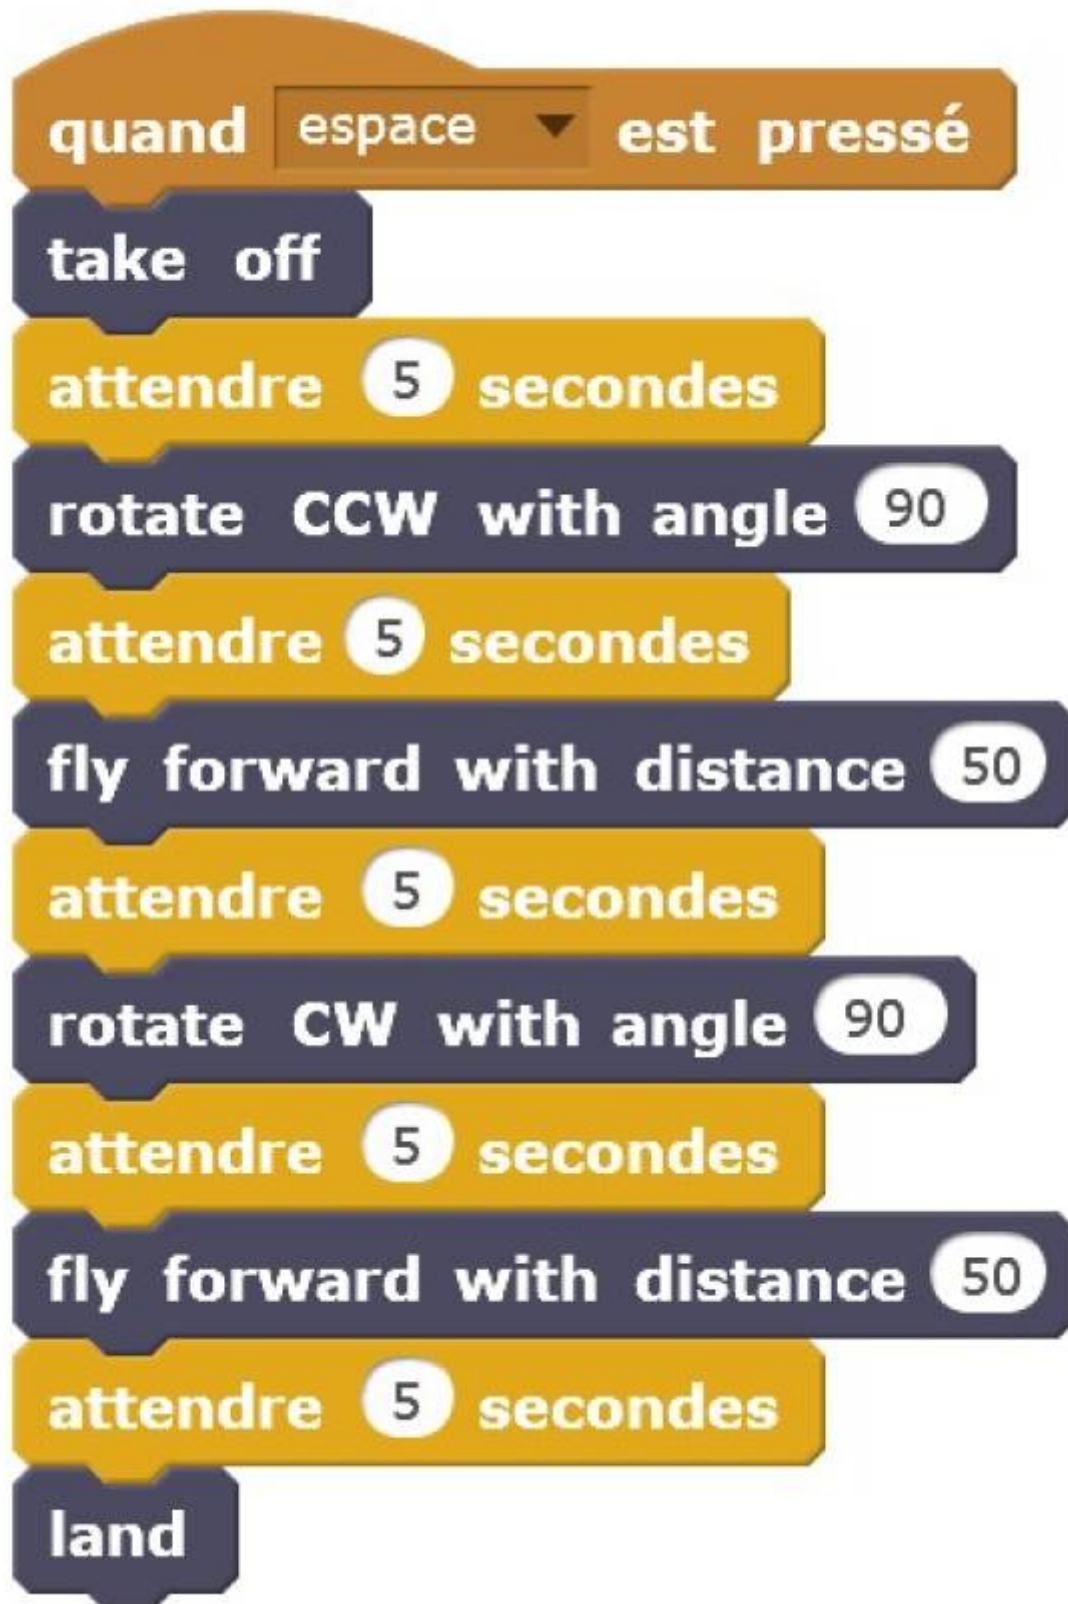 quand espace est pressé
take off
attendre 5 secondes
rotate CCW with angle 90
attendre 5 secondes
fly forward with distance 50
attendre 5 secondes
rotate CW with angle 90
attendre 5 secondes
fly forward with distance 50
attendre 5 secondes
land